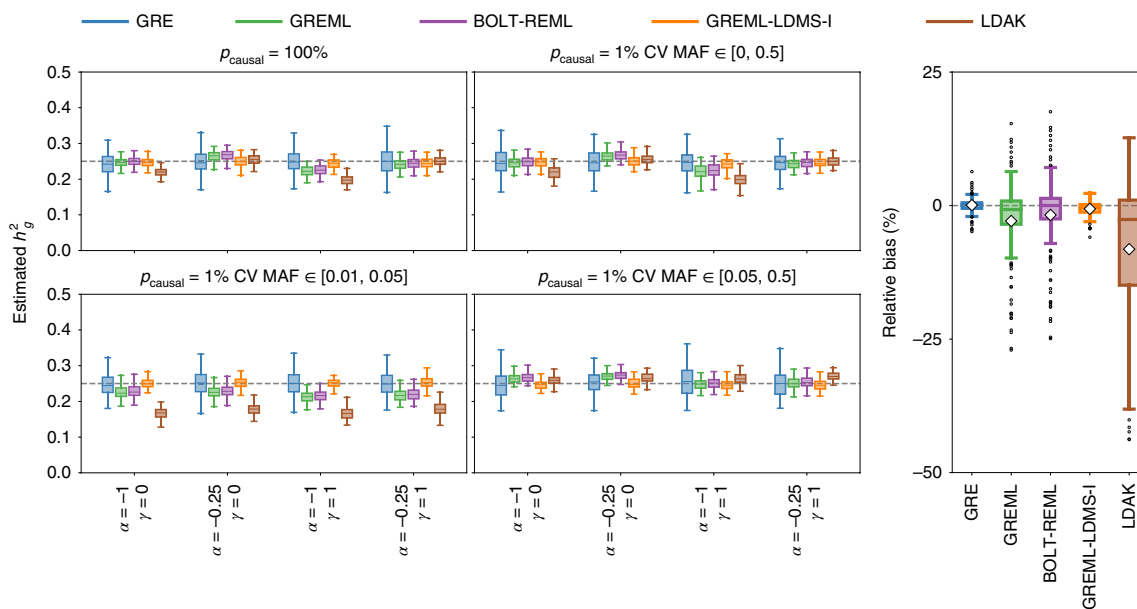 GRE GREML BOLT-REML GREML-LDMS-I LDAK
p_causal = 100%
p_causal = 1% CV MAF ∈ [0, 0.5]
Estimated h²_g
0.5
0.4
0.3
0.2
0.1
0.0
p_causal = 1% CV MAF ∈ [0.01, 0.05]
p_causal = 1% CV MAF ∈ [0.05, 0.5]
0.5
0.4
0.3
0.2
0.1
0.0
α = −1
γ = 0
α = −0.25
γ = 0
α = −1
γ = 1
α = −0.25
γ = 1
α = −1
γ = 0
α = −0.25
γ = 0
α = −1
γ = 1
α = −0.25
γ = 1
Relative bias (%)
25
0
−25
−50
GRE
GREML
BOLT-REML
GREML-LDMS-I
LDAK